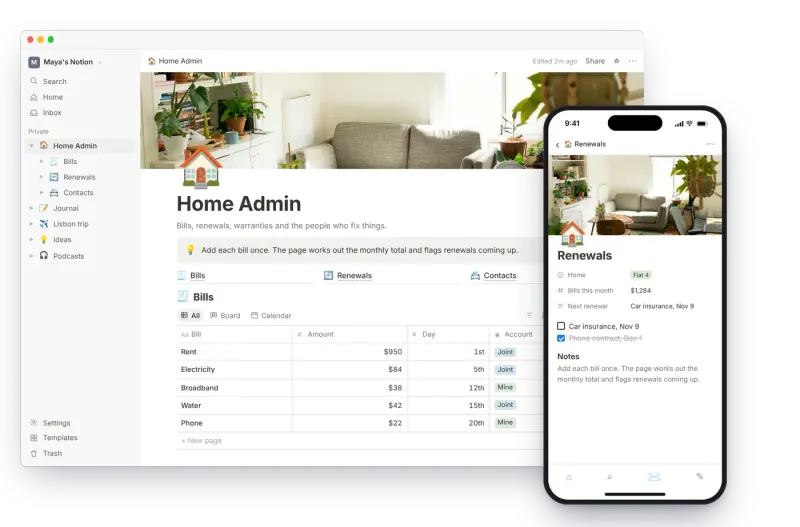 M Maya's Notion
Search
Home
Inbox
Private
Home Admin
Bills
Renewals
Contacts
Journal
Lisbon trip
Ideas
Podcasts
Settings
Templates
Trash
Home Admin
Edited 2m ago Share
Home Admin
Bills, renewals, warranties and the people who fix things.
Add each bill once. The page works out the monthly total and flags renewals coming up.
Bills Renewals Contacts
Bills
All Board Calendar
Aa Bill # Amount # Day Account
Rent $950 1st Joint
Electricity $84 5th Joint
Broadband $38 12th Mine
Water $42 15th Joint
Phone $22 20th Mine
+ New page
9:41
Renewals
Renewals
Home Flat 4
# Bills this month $1,284
Next renewal Car insurance, Nov 9
Car insurance, Nov 9
Phone contract, Dec 1
Notes
Add each bill once. The page works out the
monthly total and flags renewals coming up.